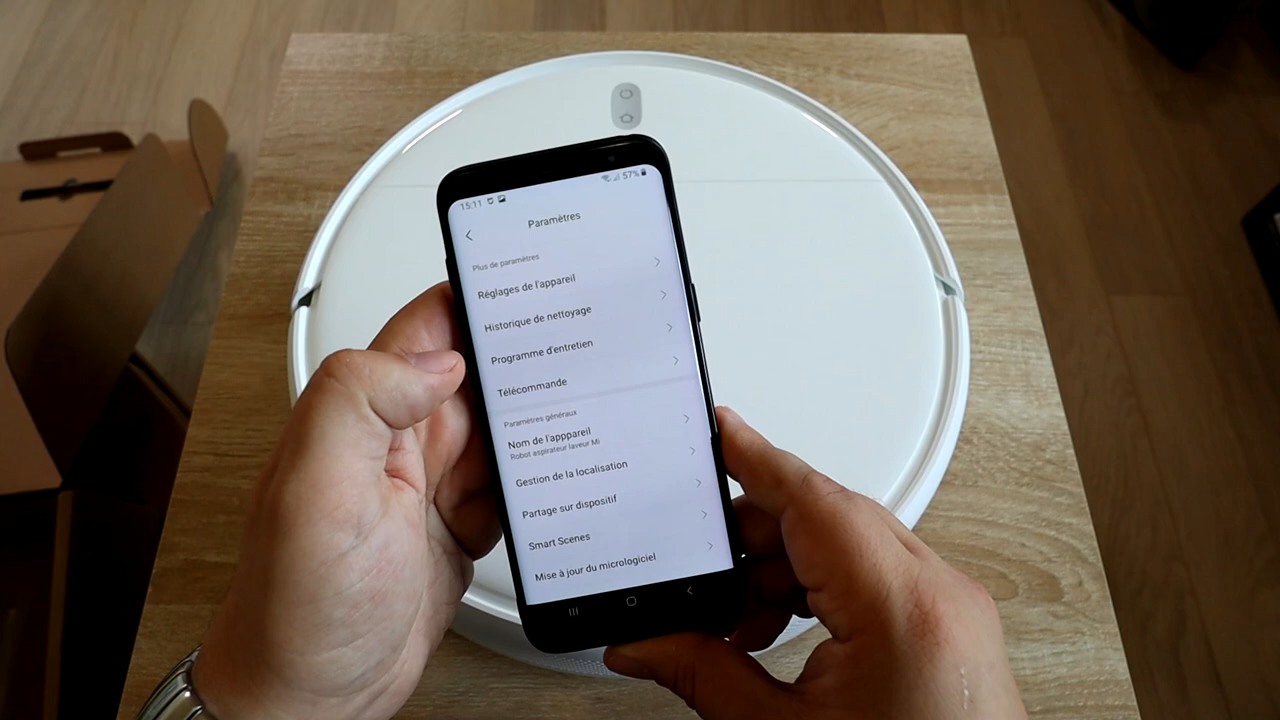 15:11 57%
Paramètres
Plus de paramètres
Réglages de l'appareil
Historique de nettoyage
Programme d'entretien
Télécommande
Paramètres généraux
Nom de l'apppareil
Robot aspirateur laveur Mi
Gestion de la localisation
Partage sur dispositif
Smart Scenes
Mise à jour du micrologiciel